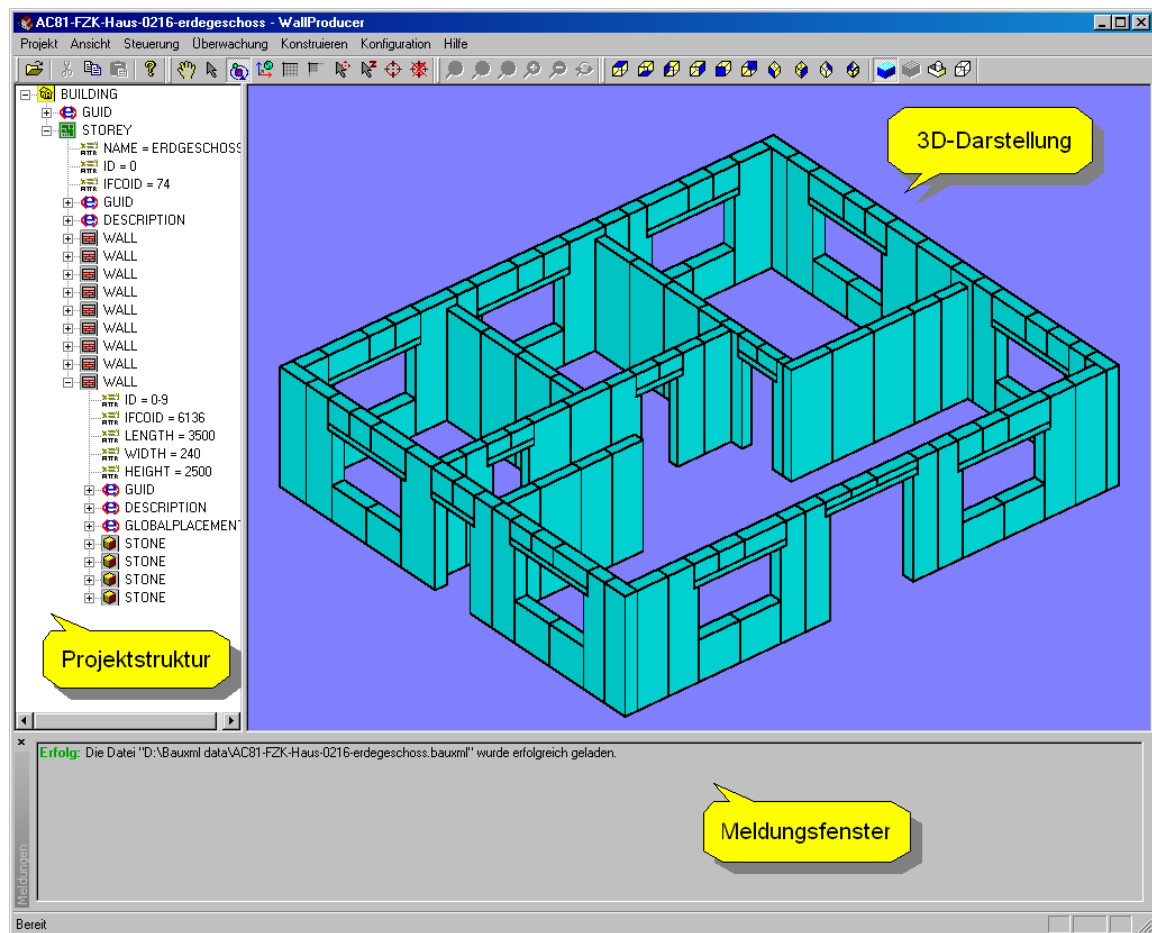 AC81-FZK-Haus-0216-erdegeschoss - WallProducer
Projekt Ansicht Steuerung Überwachung Konstruieren Konfiguration Hilfe
BUILDING
GUID
STOREY
NAME = ERDGESCHOSS
ID = 0
IFCOID = 74
GUID
DESCRIPTION
WALL
WALL
WALL
WALL
WALL
WALL
WALL
WALL
WALL
ID = 0-9
IFCOID = 6136
LENGTH = 3500
WIDTH = 240
HEIGHT = 2500
GUID
DESCRIPTION
GLOBALPLACEMEN
STONE
STONE
STONE
STONE
Projektstruktur
3D-Darstellung
Erfolg: Die Datei "D:\Bauxml data\AC81-FZK-Haus-0216-erdegeschoss.bauxml" wurde erfolgreich geladen.
Meldungsfenster
Meldungen
Bereit